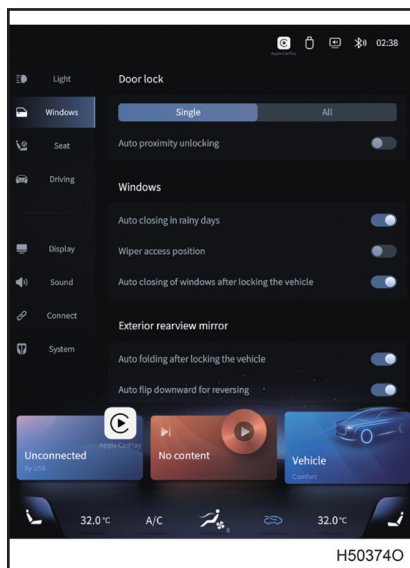 Apple CarPlay
02:38
Light
Door lock
Windows
Single
All
Seat
Auto proximity unlocking
Driving
Windows
Auto closing in rainy days
Display
Wiper access position
Sound
Auto closing of windows after locking the vehicle
Connect
Exterior rearview mirror
System
Auto folding after locking the vehicle
Auto flip downward for reversing
Unconnected
By USB
Apple CarPlay
No content
Vehicle
Comfort
32.0°C
A/C
0
32.0°C
H50374O